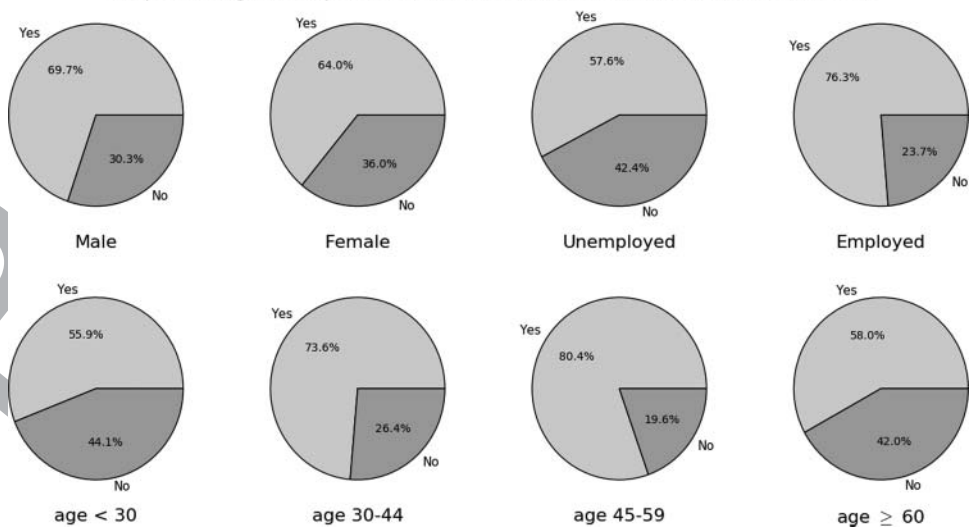 Yes
69.7%
30.3%
No
Male
Yes
64.0%
36.0%
No
Female
Yes
57.6%
42.4%
No
Unemployed
Yes
76.3%
23.7%
No
Employed
Yes
55.9%
44.1%
No
age < 30
Yes
73.6%
26.4%
No
age 30-44
Yes
80.4%
19.6%
No
age 45-59
Yes
58.0%
42.0%
No
age ≥ 60